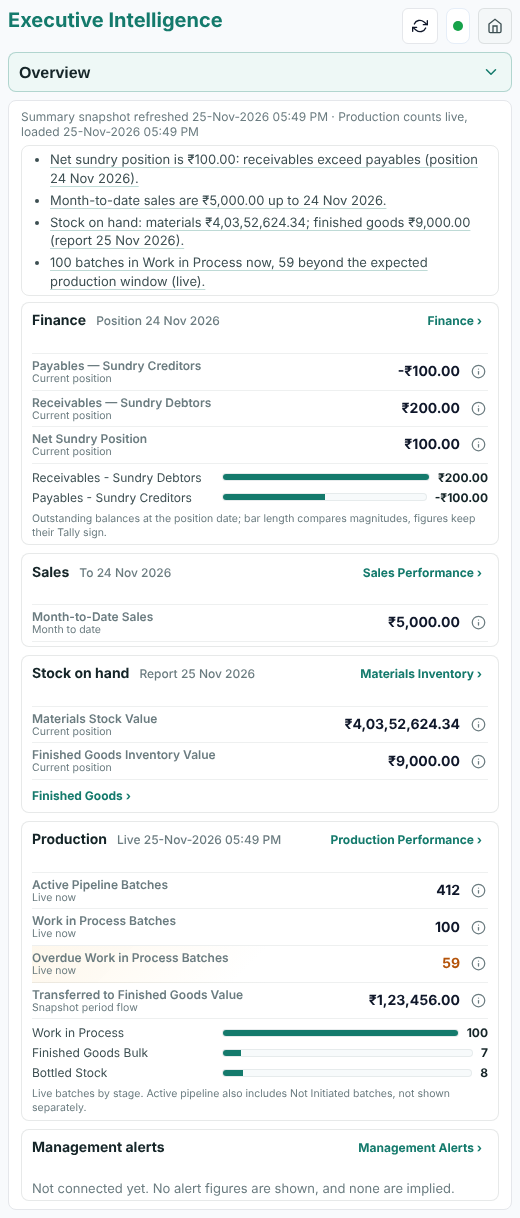 Executive Intelligence
Overview
Summary snapshot refreshed 25-Nov-2026 05:49 PM · Production counts live,
loaded 25-Nov-2026 05:49 PM
• Net sundry position is ₹100.00: receivables exceed payables (position
24 Nov 2026).
• Month-to-date sales are ₹5,000.00 up to 24 Nov 2026.
• Stock on hand: materials ₹4,03,52,624.34; finished goods ₹9,000.00
(report 25 Nov 2026).
• 100 batches in Work in Process now, 59 beyond the expected
production window (live).
Finance Position 24 Nov 2026 Finance ›
Payables — Sundry Creditors
Current position
-₹100.00
Receivables — Sundry Debtors
Current position
₹200.00
Net Sundry Position
Current position
₹100.00
Receivables - Sundry Debtors ₹200.00
Payables - Sundry Creditors -₹100.00
Outstanding balances at the position date; bar length compares magnitudes, figures keep
their Tally sign.
Sales To 24 Nov 2026 Sales Performance ›
Month-to-Date Sales
Month to date
₹5,000.00
Stock on hand Report 25 Nov 2026 Materials Inventory ›
Materials Stock Value
Current position
₹4,03,52,624.34
Finished Goods Inventory Value
Current position
₹9,000.00
Finished Goods ›
Production Live 25-Nov-2026 05:49 PM Production Performance ›
Active Pipeline Batches
Live now
412
Work in Process Batches
Live now
100
Overdue Work in Process Batches
Live now
59
Transferred to Finished Goods Value
Snapshot period flow
₹1,23,456.00
Work in Process 100
Finished Goods Bulk 7
Bottled Stock 8
Live batches by stage. Active pipeline also includes Not Initiated batches, not shown
separately.
Management alerts Management Alerts ›
Not connected yet. No alert figures are shown, and none are implied.